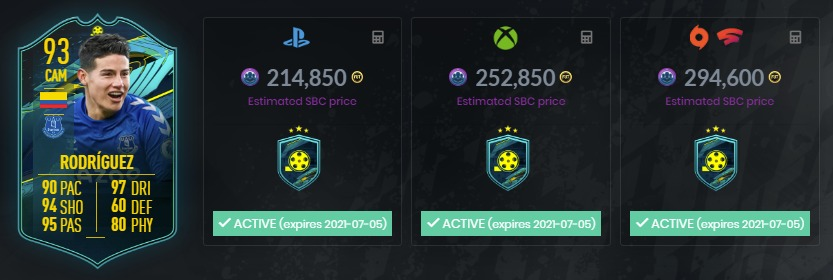 93
CAM
RODRÍGUEZ
90 PAC 97 DRI
94 SHO 60 DEF
95 PAS 80 PHY
214,850
Estimated SBC price
ACTIVE (expires 2021-07-05)
252,850
Estimated SBC price
ACTIVE (expires 2021-07-05)
294,600
Estimated SBC price
ACTIVE (expires 2021-07-05)